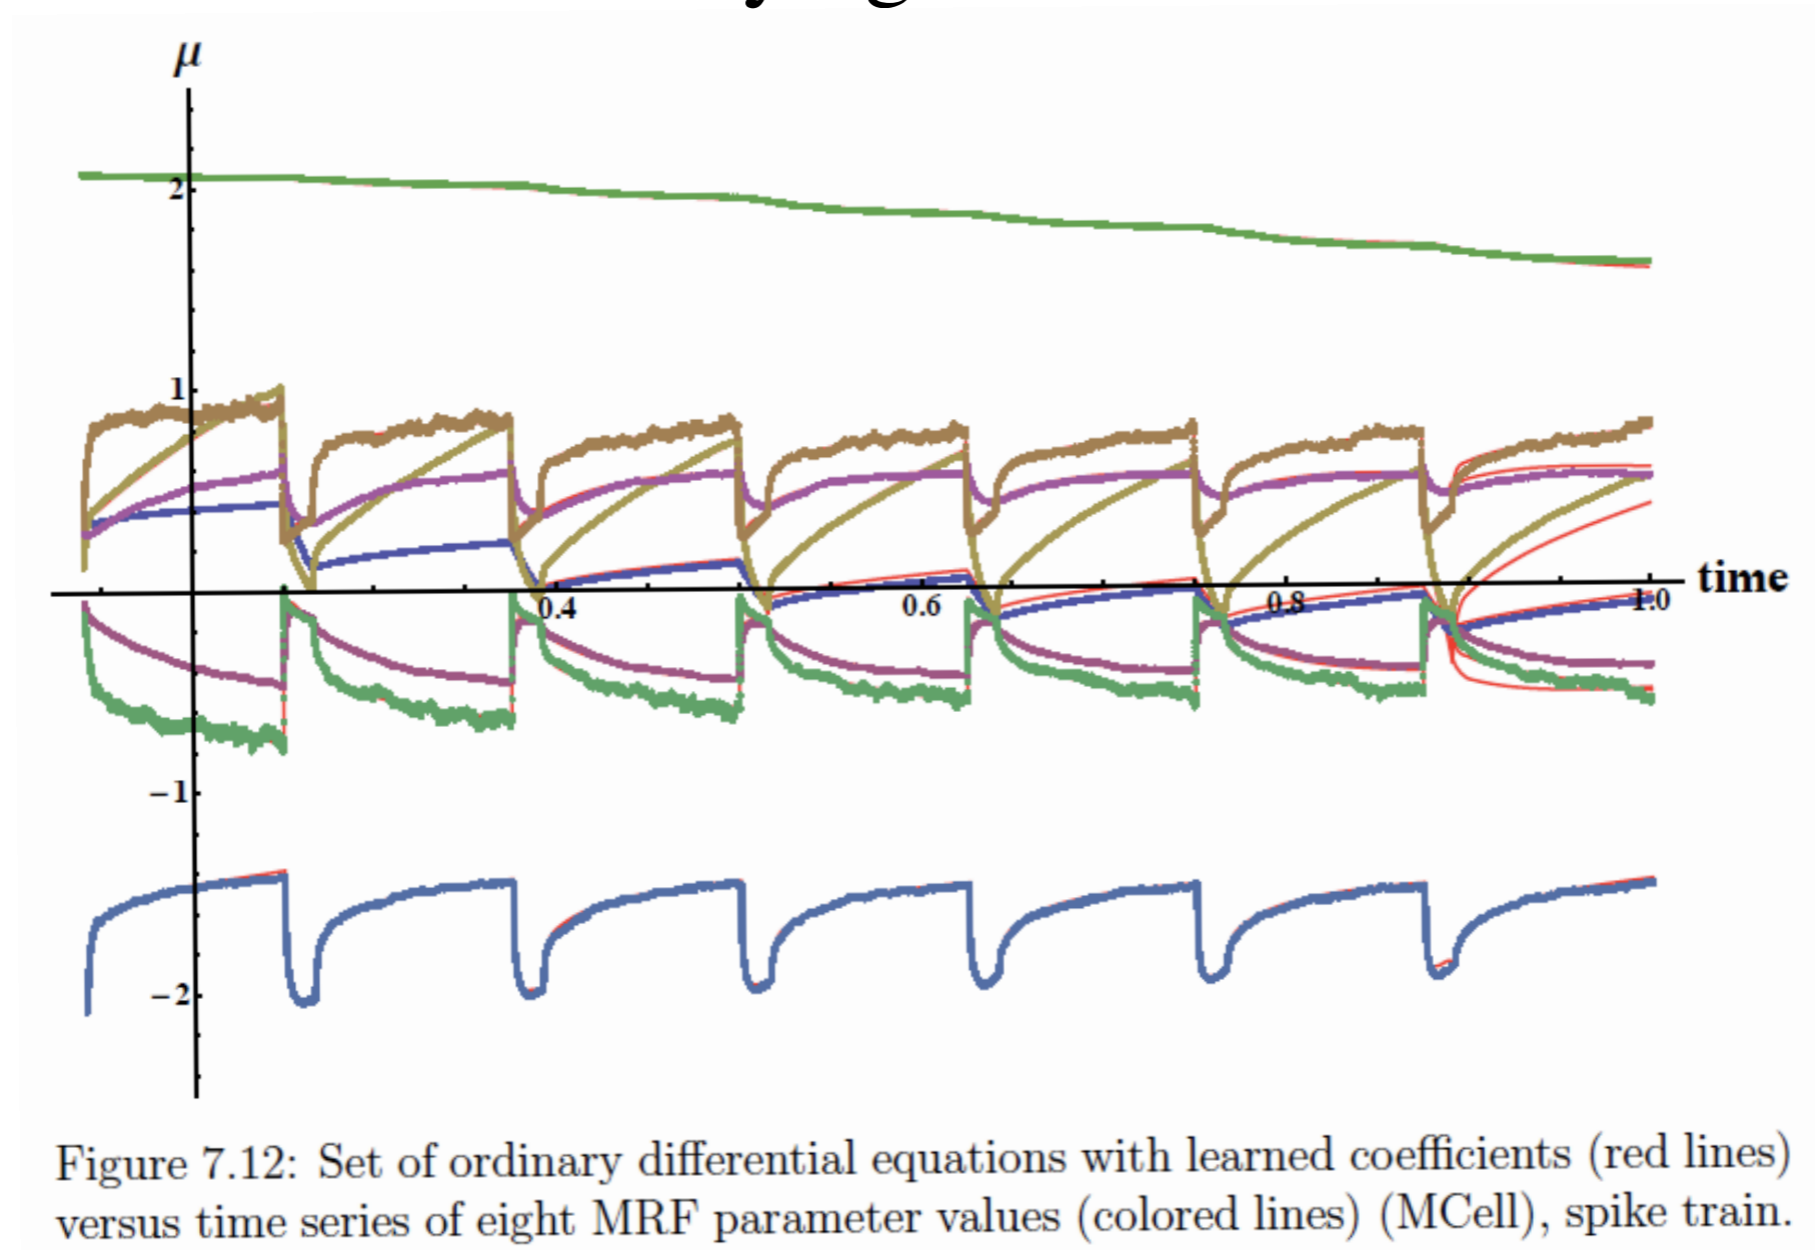 μ
2
1
0.4
0.6
0.8
1.0
time
−1
−2
Figure 7.12: Set of ordinary differential equations with learned coefficients (red lines)
versus time series of eight MRF parameter values (colored lines) (MCell), spike train.